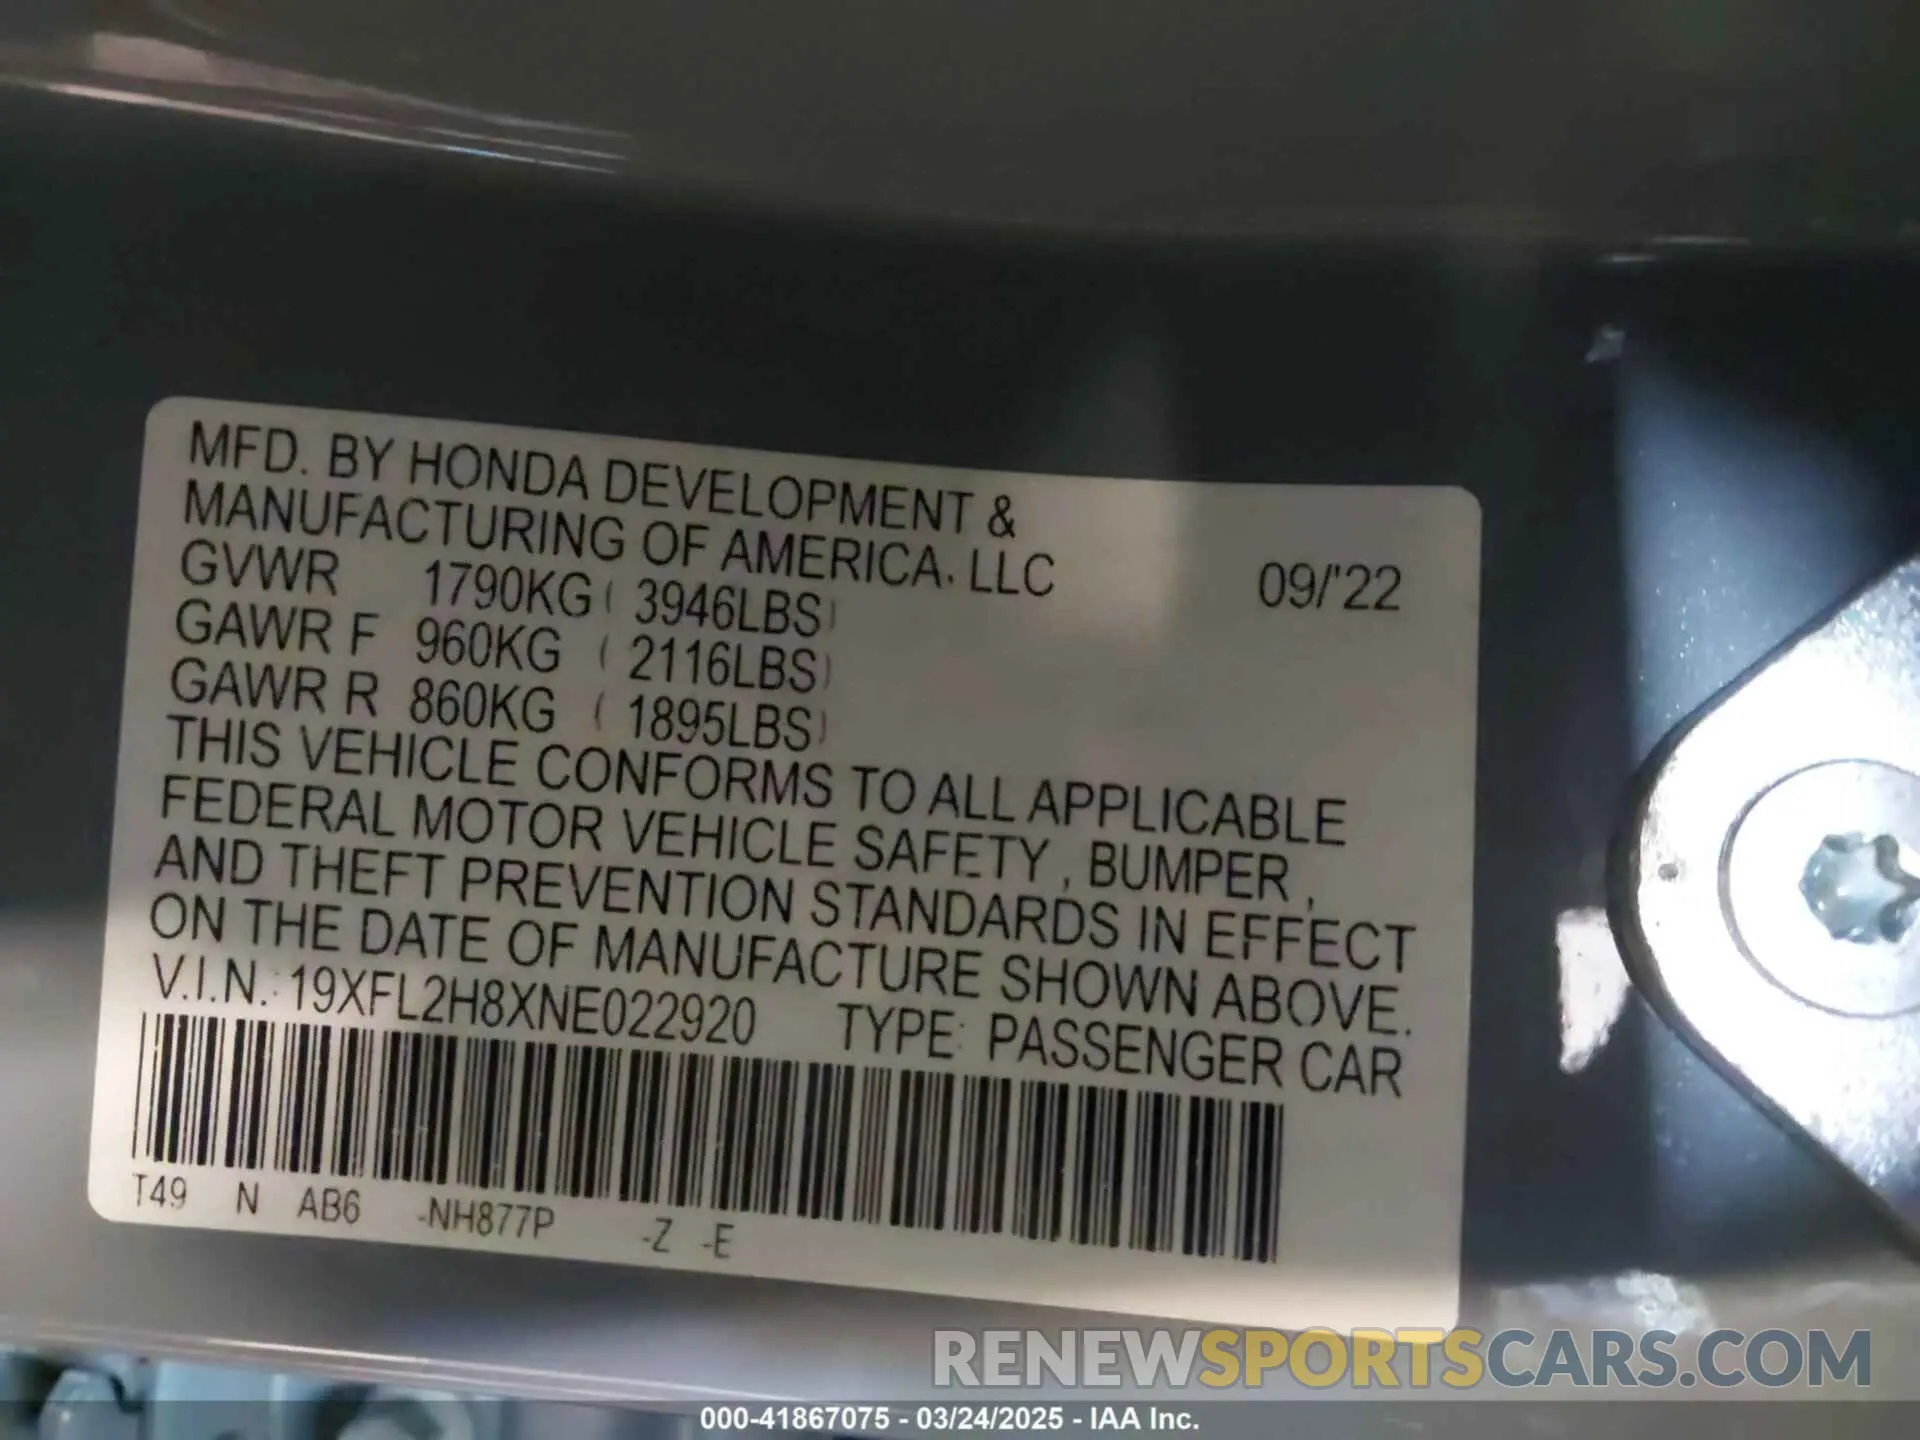 MFD. BY HONDA DEVELOPMENT &
MANUFACTURING OF AMERICA. LLC
09/'22
GVWR 1790KG ( 3946LBS)
GAWR F 960KG ( 2116LBS)
GAWR R 860KG ( 1895LBS)
THIS VEHICLE CONFORMS TO ALL APPLICABLE
FEDERAL MOTOR VEHICLE SAFETY , BUMPER ,
AND THEFT PREVENTION STANDARDS IN EFFECT
ON THE DATE OF MANUFACTURE SHOWN ABOVE.
V.I.N.: 19XFL2H8XNE022920 TYPE: PASSENGER CAR
T49 N AB6 -NH877P -Z -E
RENEWSPORTSCARS.COM
000-41867075 - 03/24/2025 - IAA Inc.